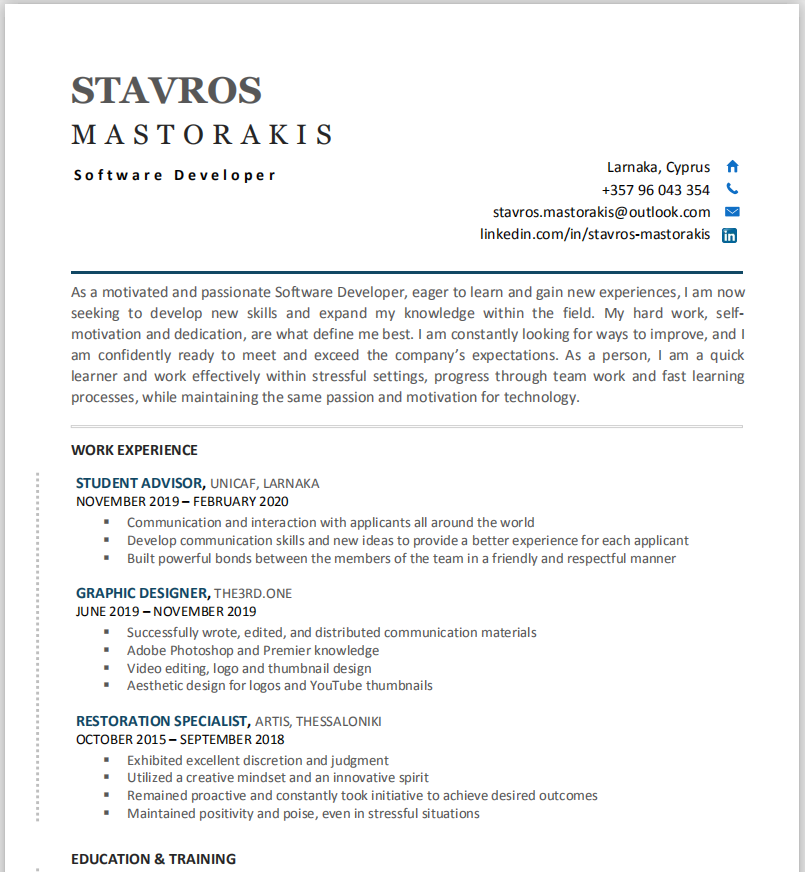 STAVROS
MASTORAKIS
Software Developer
Larnaka, Cyprus
+357 96 043 354
stavros.mastorakis@outlook.com
linkedin.com/in/stavros-mastorakis
As a motivated and passionate Software Developer, eager to learn and gain new experiences, I am now
seeking to develop new skills and expand my knowledge within the field. My hard work, self-
motivation and dedication, are what define me best. I am constantly looking for ways to improve, and I
am confidently ready to meet and exceed the company's expectations. As a person, I am a quick
learner and work effectively within stressful settings, progress through team work and fast learning
processes, while maintaining the same passion and motivation for technology.
WORK EXPERIENCE
STUDENT ADVISOR, UNICAF, LARNAKA
NOVEMBER 2019 – FEBRUARY 2020
▪ Communication and interaction with applicants all around the world
▪ Develop communication skills and new ideas to provide a better experience for each applicant
▪ Built powerful bonds between the members of the team in a friendly and respectful manner
GRAPHIC DESIGNER, THE3RD.ONE
JUNE 2019 – NOVEMBER 2019
▪ Successfully wrote, edited, and distributed communication materials
▪ Adobe Photoshop and Premier knowledge
▪ Video editing, logo and thumbnail design
▪ Aesthetic design for logos and YouTube thumbnails
RESTORATION SPECIALIST, ARTIS, THESSALONIKI
OCTOBER 2015 – SEPTEMBER 2018
▪ Exhibited excellent discretion and judgment
▪ Utilized a creative mindset and an innovative spirit
▪ Remained proactive and constantly took initiative to achieve desired outcomes
▪ Maintained positivity and poise, even in stressful situations
EDUCATION & TRAINING